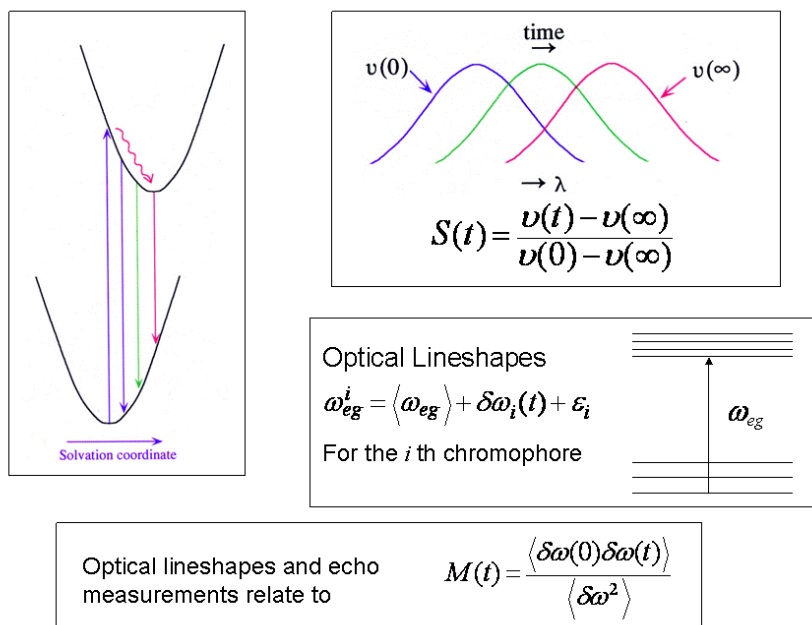 Solvation coordinate
time
→
υ(0)
υ(∞)
→ λ
S(t) = υ(t) − υ(∞) / υ(0) − υ(∞)
Optical Lineshapes
ω^i_eg = ⟨ω_eg⟩ + δω_i(t) + ε_i
For the i th chromophore
ω_eg
Optical lineshapes and echo
measurements relate to
M(t) = ⟨δω(0)δω(t)⟩ / ⟨δω²⟩